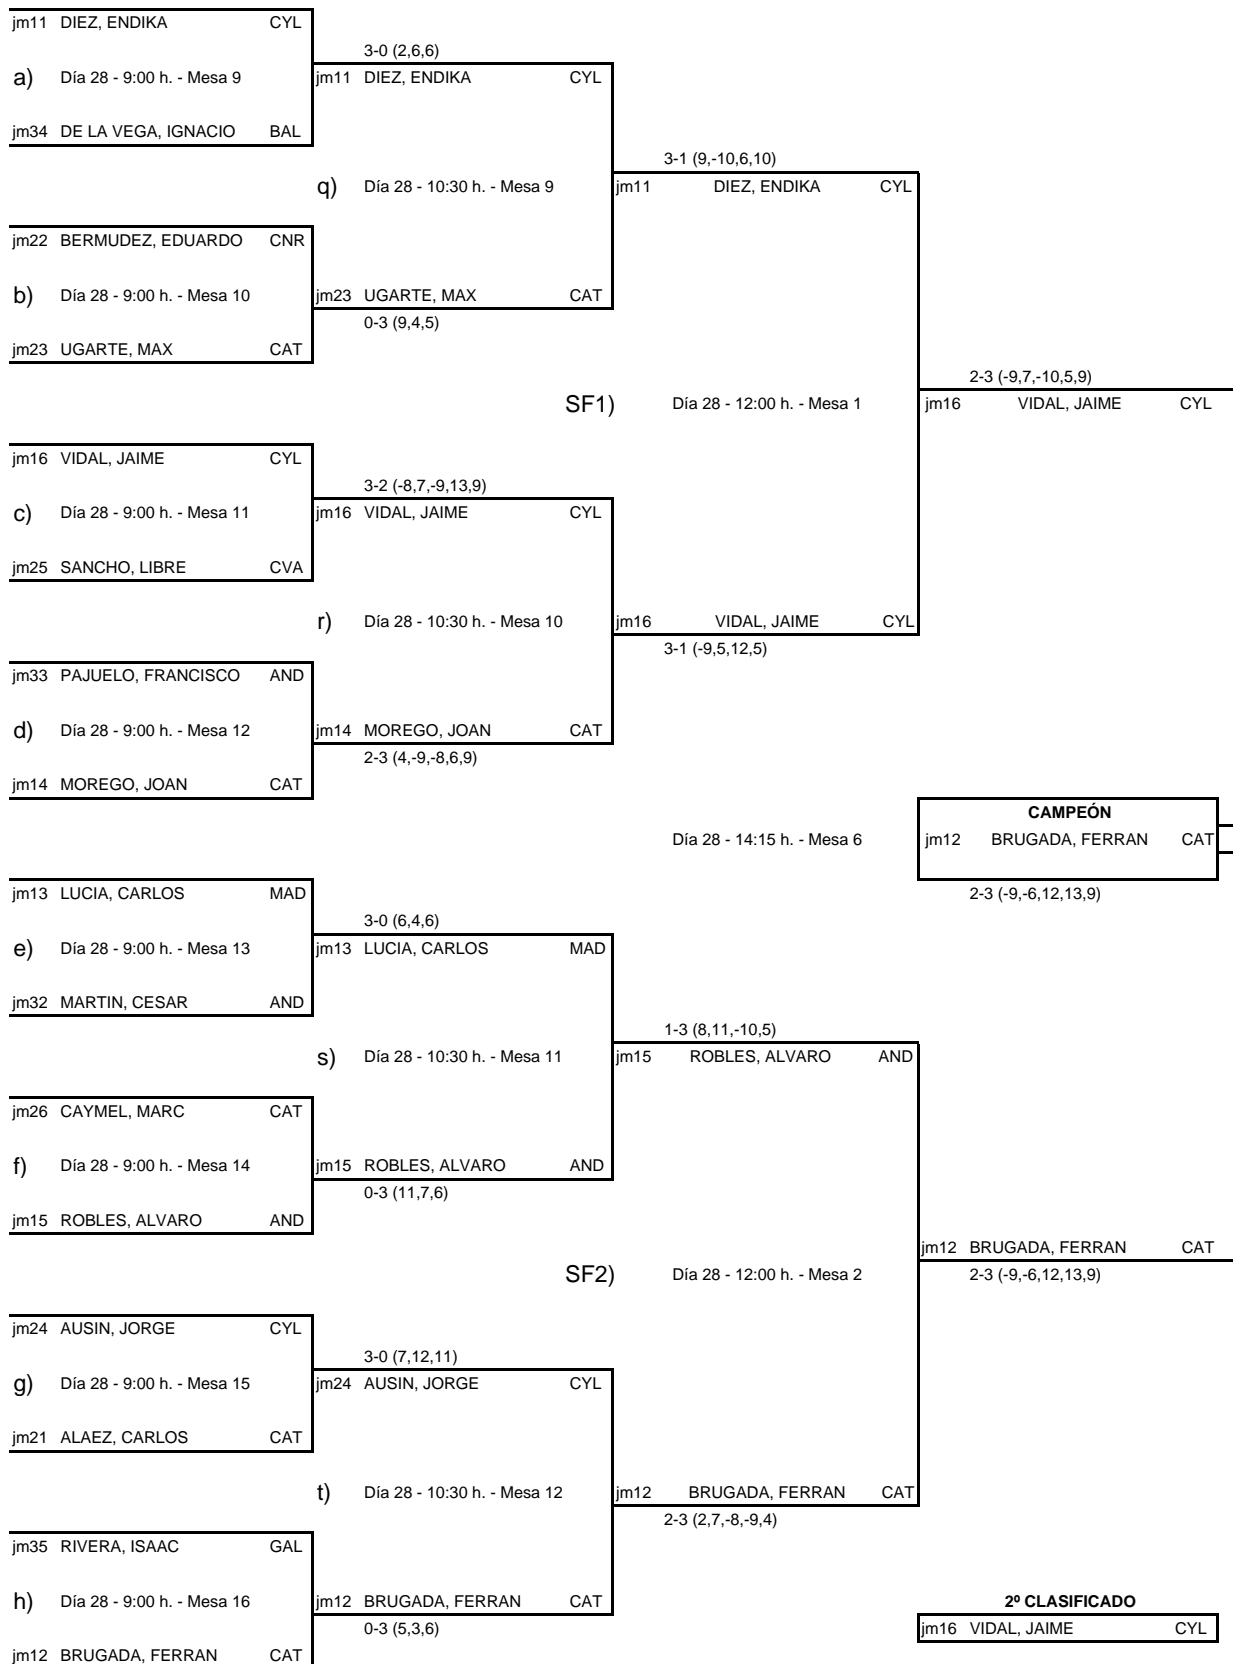 jm11 DIEZ, ENDIKA CYL
3-0 (2,6,6)
a) Día 28 - 9:00 h. - Mesa 9
jm11 DIEZ, ENDIKA CYL
jm34 DE LA VEGA, IGNACIO BAL
3-1 (9,-10,6,10)
q) Día 28 - 10:30 h. - Mesa 9
jm11 DIEZ, ENDIKA CYL
jm22 BERMUDEZ, EDUARDO CNR
b) Día 28 - 9:00 h. - Mesa 10
jm23 UGARTE, MAX CAT
0-3 (9,4,5)
jm23 UGARTE, MAX CAT
2-3 (-9,7,-10,5,9)
SF1) Día 28 - 12:00 h. - Mesa 1
jm16 VIDAL, JAIME CYL
jm16 VIDAL, JAIME CYL
3-2 (-8,7,-9,13,9)
c) Día 28 - 9:00 h. - Mesa 11
jm16 VIDAL, JAIME CYL
jm25 SANCHO, LIBRE CVA
r) Día 28 - 10:30 h. - Mesa 10
jm16 VIDAL, JAIME CYL
3-1 (-9,5,12,5)
jm33 PAJUELO, FRANCISCO AND
d) Día 28 - 9:00 h. - Mesa 12
jm14 MOREGO, JOAN CAT
2-3 (4,-9,-8,6,9)
jm14 MOREGO, JOAN CAT
CAMPEÓN
Día 28 - 14:15 h. - Mesa 6
jm12 BRUGADA, FERRAN CAT
2-3 (-9,-6,12,13,9)
jm13 LUCIA, CARLOS MAD
3-0 (6,4,6)
e) Día 28 - 9:00 h. - Mesa 13
jm13 LUCIA, CARLOS MAD
jm32 MARTIN, CESAR AND
1-3 (8,11,-10,5)
s) Día 28 - 10:30 h. - Mesa 11
jm15 ROBLES, ALVARO AND
jm26 CAYMEL, MARC CAT
f) Día 28 - 9:00 h. - Mesa 14
jm15 ROBLES, ALVARO AND
0-3 (11,7,6)
jm15 ROBLES, ALVARO AND
jm12 BRUGADA, FERRAN CAT
SF2) Día 28 - 12:00 h. - Mesa 2
2-3 (-9,-6,12,13,9)
jm24 AUSIN, JORGE CYL
3-0 (7,12,11)
g) Día 28 - 9:00 h. - Mesa 15
jm24 AUSIN, JORGE CYL
jm21 ALAEZ, CARLOS CAT
t) Día 28 - 10:30 h. - Mesa 12
jm12 BRUGADA, FERRAN CAT
2-3 (2,7,-8,-9,4)
jm35 RIVERA, ISAAC GAL
h) Día 28 - 9:00 h. - Mesa 16
jm12 BRUGADA, FERRAN CAT
0-3 (5,3,6)
2º CLASIFICADO
jm16 VIDAL, JAIME CYL
jm12 BRUGADA, FERRAN CAT